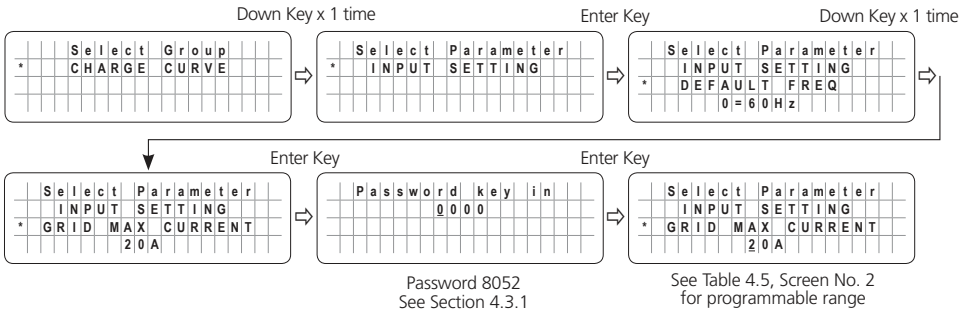 Down Key x 1 time
Enter Key
Down Key x 1 time
Select Group
* CHARGE CURVE
Select Parameter
* INPUT SETTING
Select Parameter
INPUT SETTING
* DEFAULT FREQ
0=60Hz
Enter Key
Enter Key
Select Parameter
INPUT SETTING
* GRID MAX CURRENT
20A
Password key in
0000
Select Parameter
INPUT SETTING
* GRID MAX CURRENT
20A
Password 8052
See Section 4.3.1
See Table 4.5, Screen No. 2
for programmable range